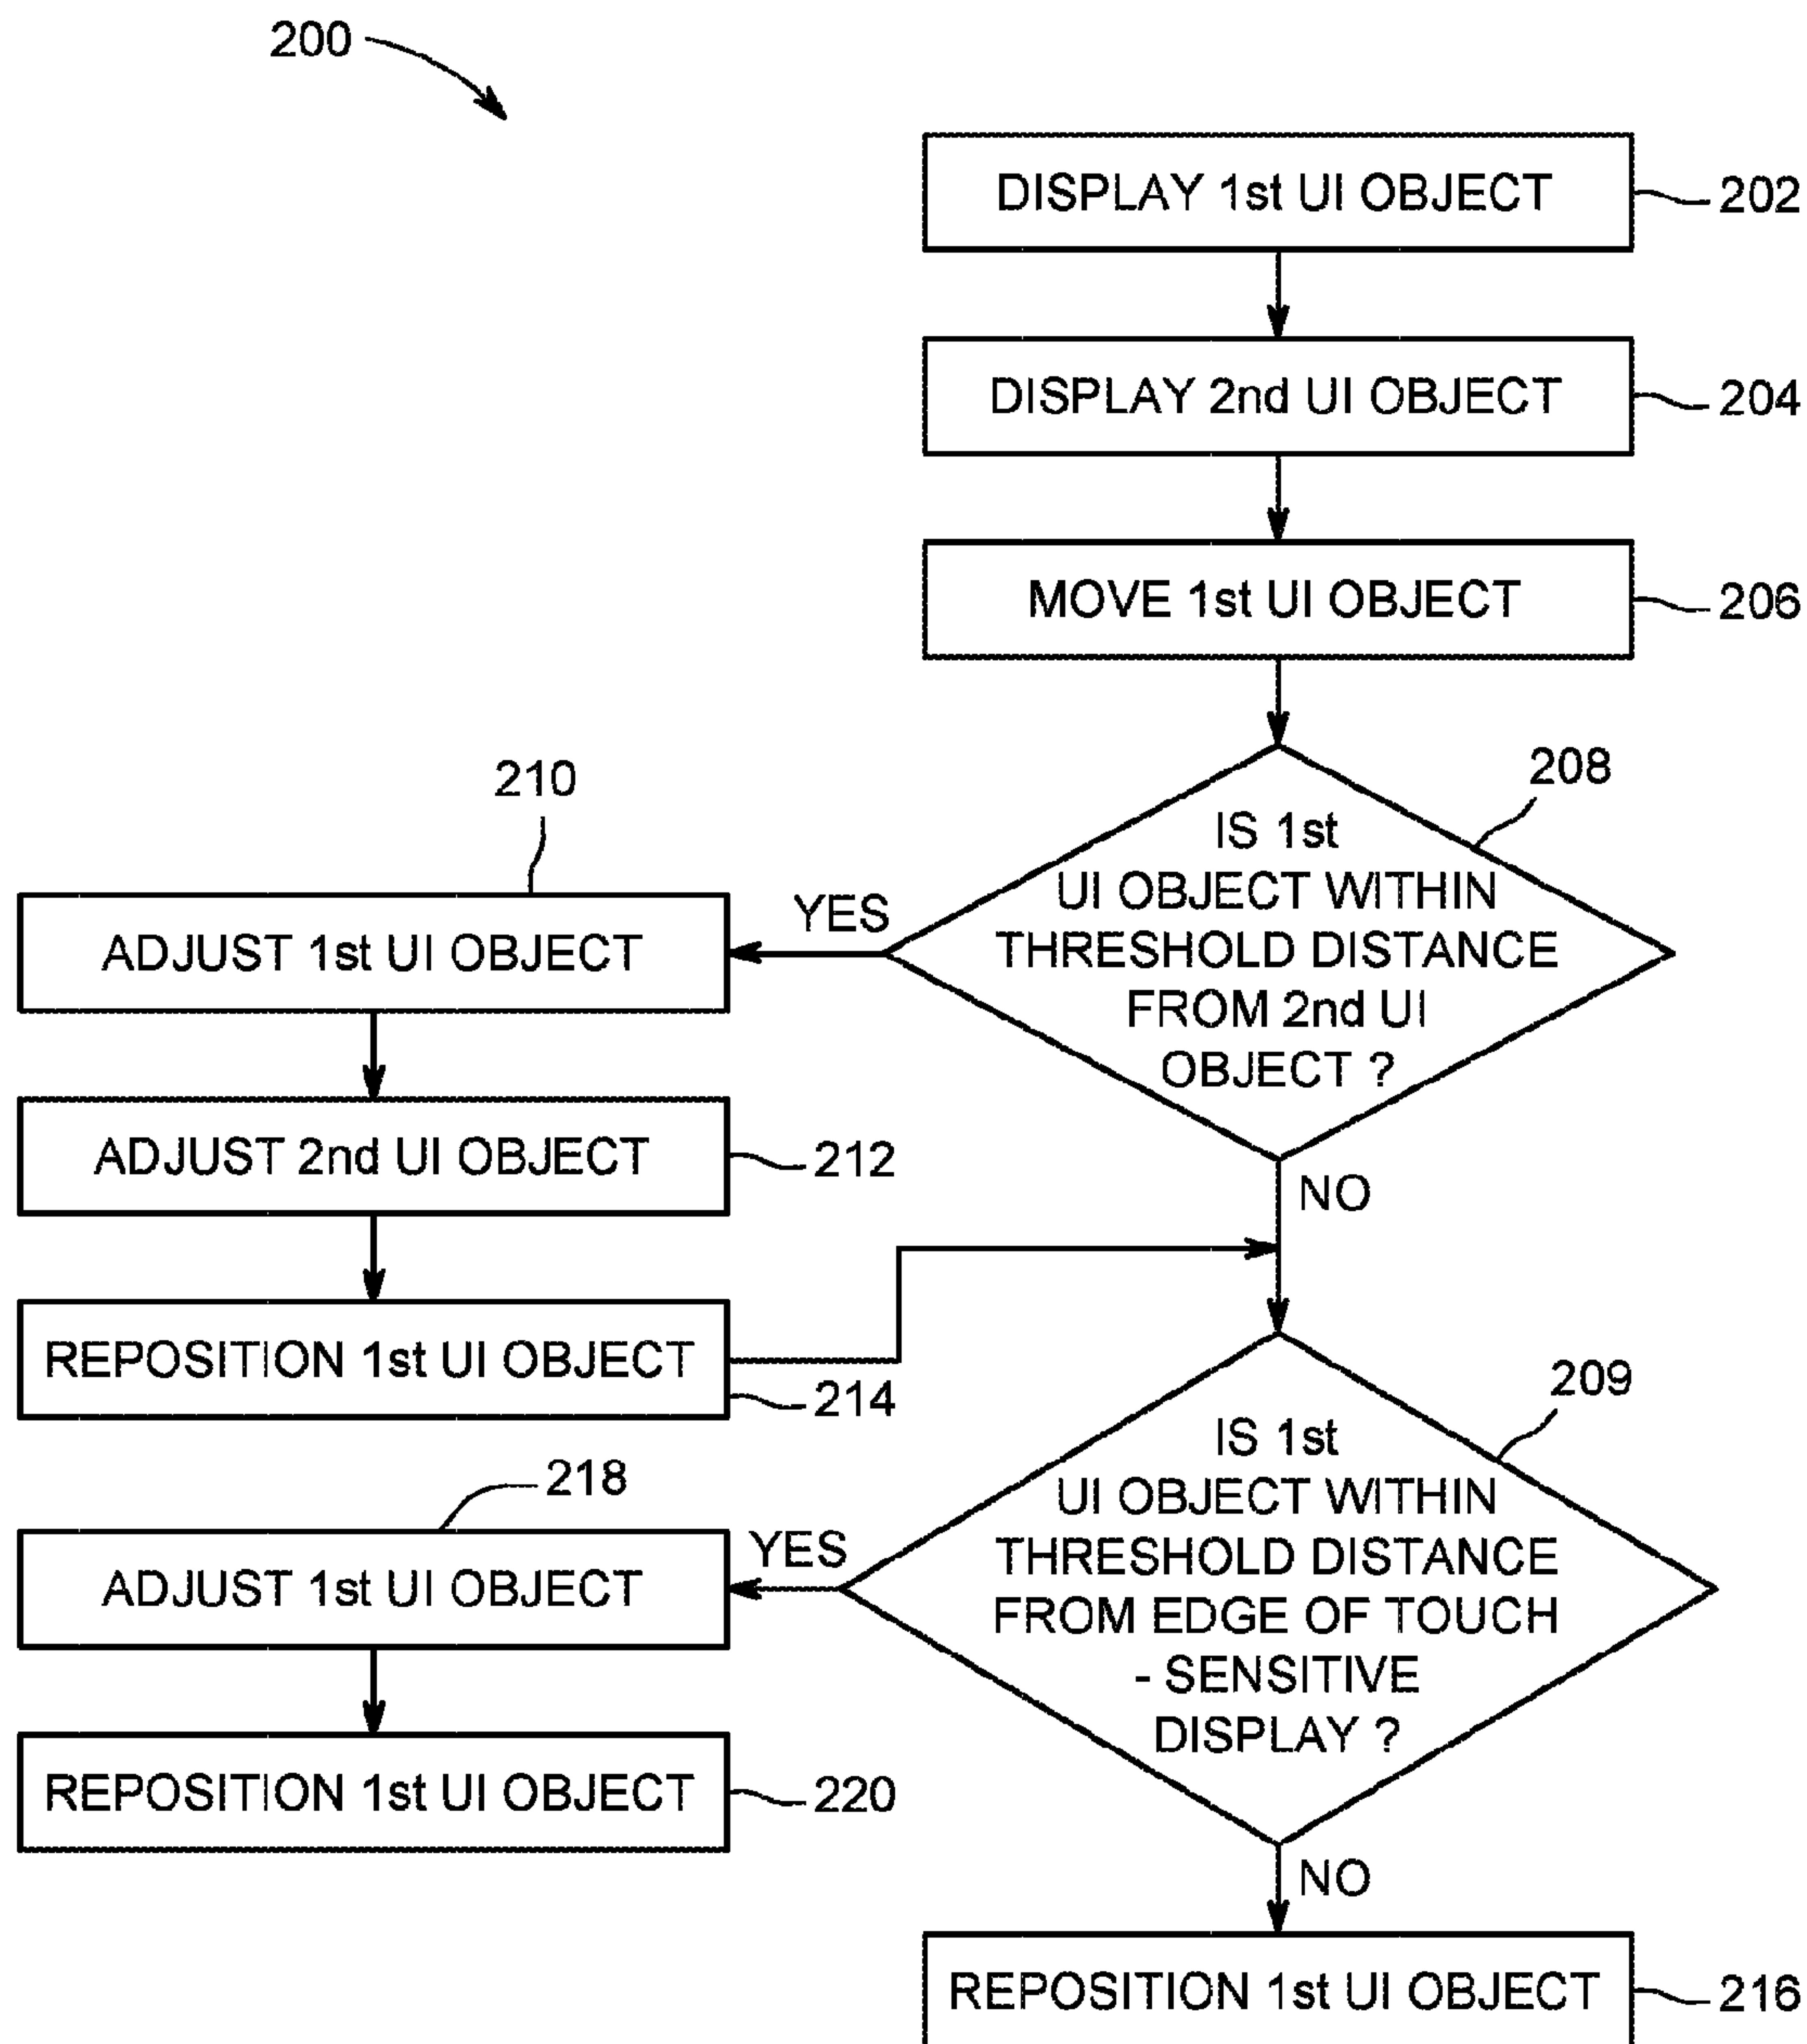 200
DISPLAY 1st UI OBJECT
202
DISPLAY 2nd UI OBJECT
204
MOVE 1st UI OBJECT
206
208
IS 1st
UI OBJECT WITHIN
THRESHOLD DISTANCE
FROM 2nd UI
OBJECT ?
YES
210
ADJUST 1st UI OBJECT
ADJUST 2nd UI OBJECT
212
REPOSITION 1st UI OBJECT
214
NO
209
IS 1st
UI OBJECT WITHIN
THRESHOLD DISTANCE
FROM EDGE OF TOUCH
- SENSITIVE
DISPLAY ?
YES
218
ADJUST 1st UI OBJECT
REPOSITION 1st UI OBJECT
220
NO
REPOSITION 1st UI OBJECT
216